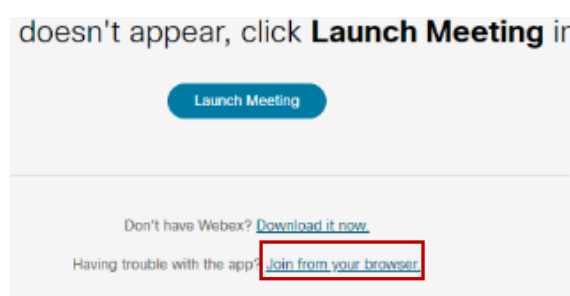 doesn't appear, click Launch Meeting in
Launch Meeting
Don't have Webex? Download it now.
Having trouble with the app? Join from your browser.